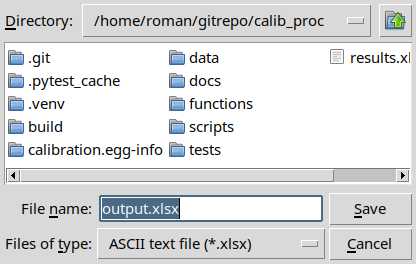 Directory: /home/roman/gitrepo/calib_proc
.git data results.xl
.pytest_cache docs
.venv functions
build scripts
calibration.egg-info tests
File name: output.xlsx Save
Files of type: ASCII text file (*.xlsx) Cancel